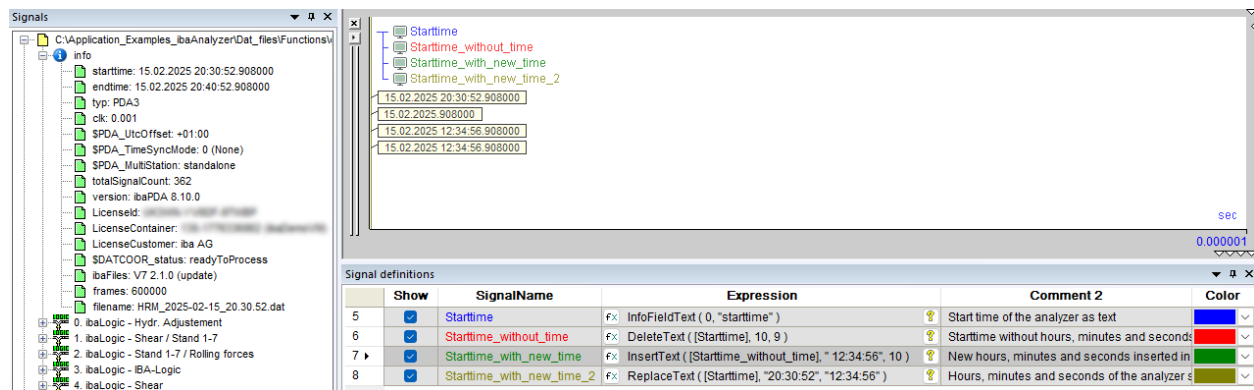 Signals
C:\Application_Examples_ibaAnalyzer\Dat_files\Functions\
info
starttime: 15.02.2025 20:30:52.908000
endtime: 15.02.2025 20:40:52.908000
typ: PDA3
clk: 0.001
$PDA_UtcOffset: +01:00
$PDA_TimeSyncMode: 0 (None)
$PDA_MultiStation: standalone
totalSignalCount: 362
version: ibaPDA 8.10.0
LicenseId:
LicenseContainer:
LicenseCustomer: iba AG
$DATCOOR_status: readyToProcess
ibaFiles: V7 2.1.0 (update)
frames: 600000
filename: HRM_2025-02-15_20.30.52.dat
0. ibaLogic - Hydr. Adjustement
1. ibaLogic - Shear / Stand 1-7
2. ibaLogic - Stand 1-7 / Rolling forces
3. ibaLogic - IBA-Logic
4. ibaLogic - Shear
Starttime
Starttime_without_time
Starttime_with_new_time
Starttime_with_new_time_2
15.02.2025 20:30:52.908000
15.02.2025.908000
15.02.2025 12:34:56.908000
15.02.2025 12:34:56.908000
sec
0.000001
Signal definitions
Show SignalName Expression Comment 2 Color
5 Starttime fx InfoFieldText ( 0, "starttime" ) Start time of the analyzer as text
6 Starttime_without_time fx DeleteText ( [Starttime], 10, 9 ) Starttime without hours, minutes and seconds
7 Starttime_with_new_time fx InsertText ( [Starttime_without_time], " 12:34:56", 10 ) New hours, minutes and seconds inserted in
8 Starttime_with_new_time_2 fx ReplaceText ( [Starttime], "20:30:52", "12:34:56" ) Hours, minutes and seconds of the analyzer s